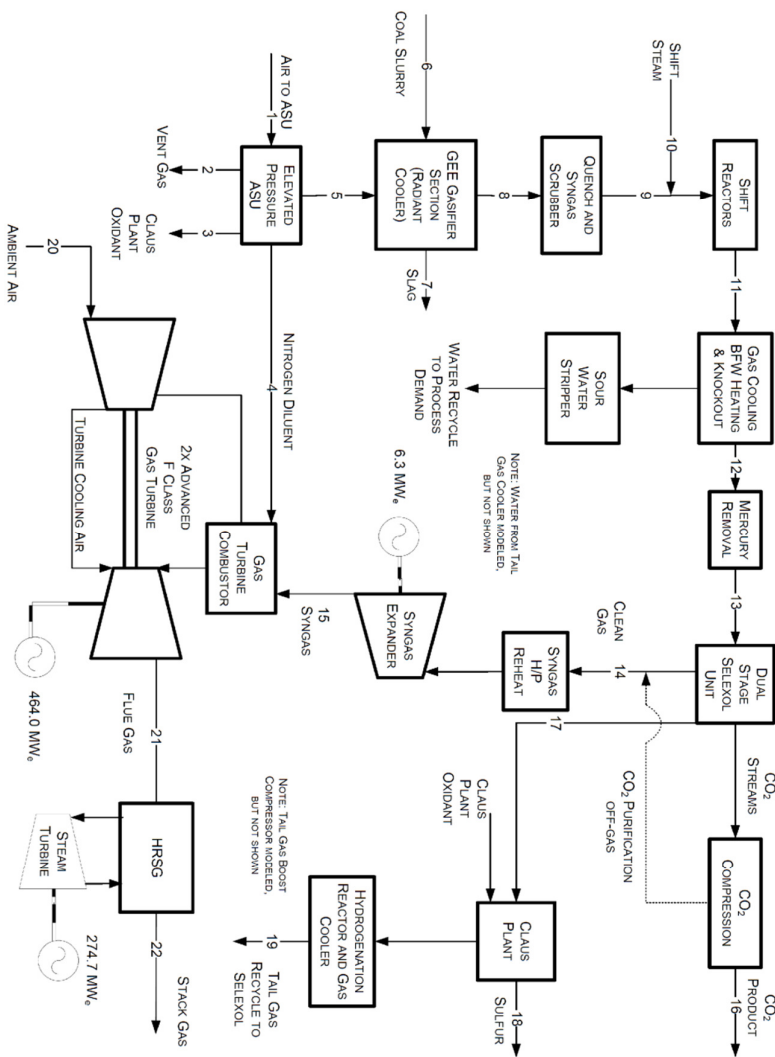 SHIFT
STEAM
10
COAL SLURRY
6
AIR TO ASU
1
VENT GAS
2
ELEVATED
PRESSURE
ASU
3
CLAUS
PLANT
OXIDANT
5
GEE GASIFIER
SECTION
(RADIANT
COOLER)
7
SLAG
8
QUENCH AND
SYNGAS
SCRUBBER
9
SHIFT
REACTORS
11
GAS COOLING
BFW HEATING
& KNOCKOUT
SOUR
WATER
STRIPPER
WATER RECYCLE
TO PROCESS
DEMAND
NOTE: WATER FROM TAIL
GAS COOLER MODELED,
BUT NOT SHOWN
12
MERCURY
REMOVAL
13
DUAL
STAGE
SELEXOL
UNIT
CO2
STREAMS
CO2
COMPRESSION
CO2
PRODUCT
16
CO2 PURIFICATION
OFF-GAS
CLEAN
GAS
14
SYNGAS
H/P
REHEAT
17
CLAUS
PLANT
OXIDANT
CLAUS
PLANT
18
SULFUR
SYNGAS
EXPANDER
6.3 MWe
15
SYNGAS
HYDROGENATION
REACTOR AND GAS
COOLER
NOTE: TAIL GAS BOOST
COMPRESSOR MODELED,
BUT NOT SHOWN
19
TAIL GAS
RECYCLE TO
SELEXOL
NITROGEN DILUENT
4
GAS
TURBINE
COMBUSTOR
AMBIENT AIR
20
2X ADVANCED
F CLASS
GAS TURBINE
TURBINE COOLING AIR
464.0 MWe
FLUE GAS
21
HRSG
22
STACK GAS
STEAM
TURBINE
274.7 MWe